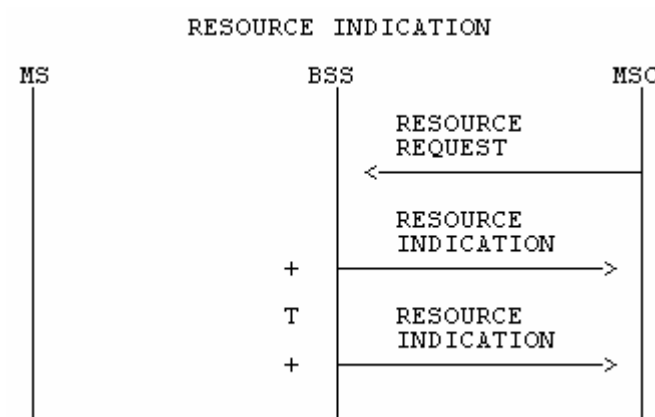 RESOURCE INDICATION
MS BSS MSC
RESOURCE
REQUEST
RESOURCE
INDICATION
+
T RESOURCE
INDICATION
+